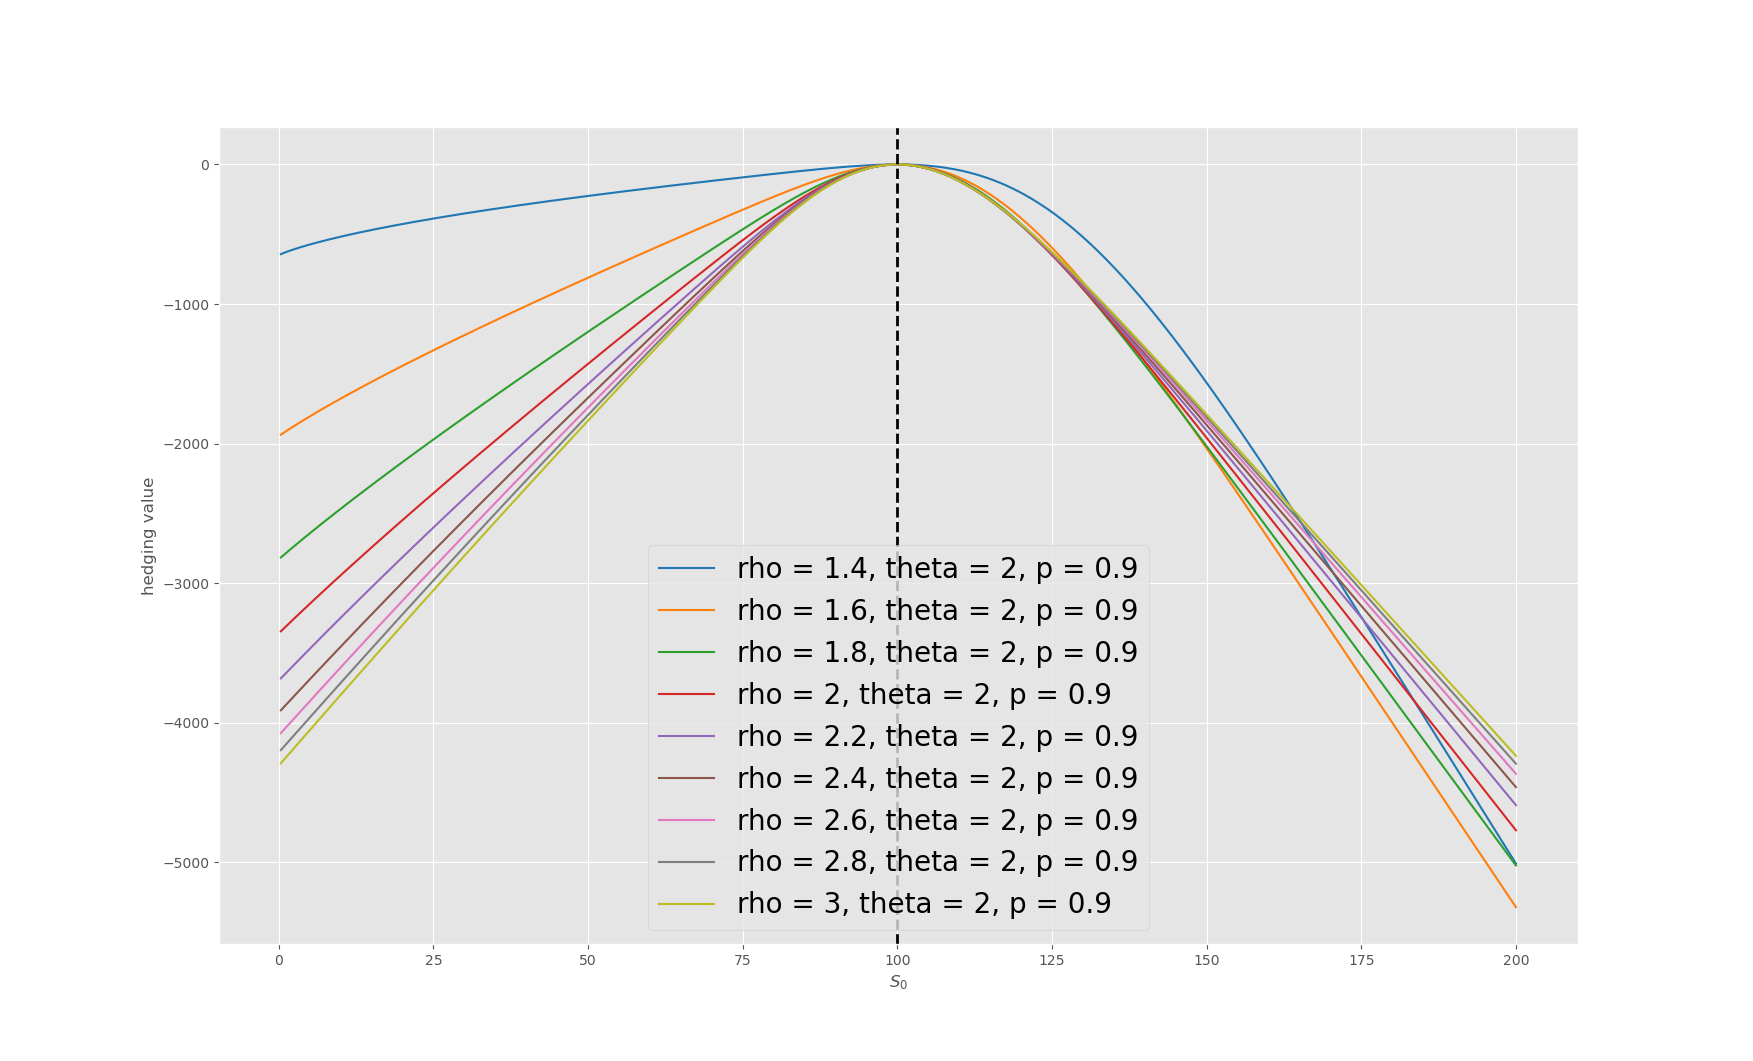 0
−1000
−2000
−3000
−4000
−5000
hedging value
rho = 1.4, theta = 2, p = 0.9
rho = 1.6, theta = 2, p = 0.9
rho = 1.8, theta = 2, p = 0.9
rho = 2, theta = 2, p = 0.9
rho = 2.2, theta = 2, p = 0.9
rho = 2.4, theta = 2, p = 0.9
rho = 2.6, theta = 2, p = 0.9
rho = 2.8, theta = 2, p = 0.9
rho = 3, theta = 2, p = 0.9
0 25 50 75 100 125 150 175 200
S₀